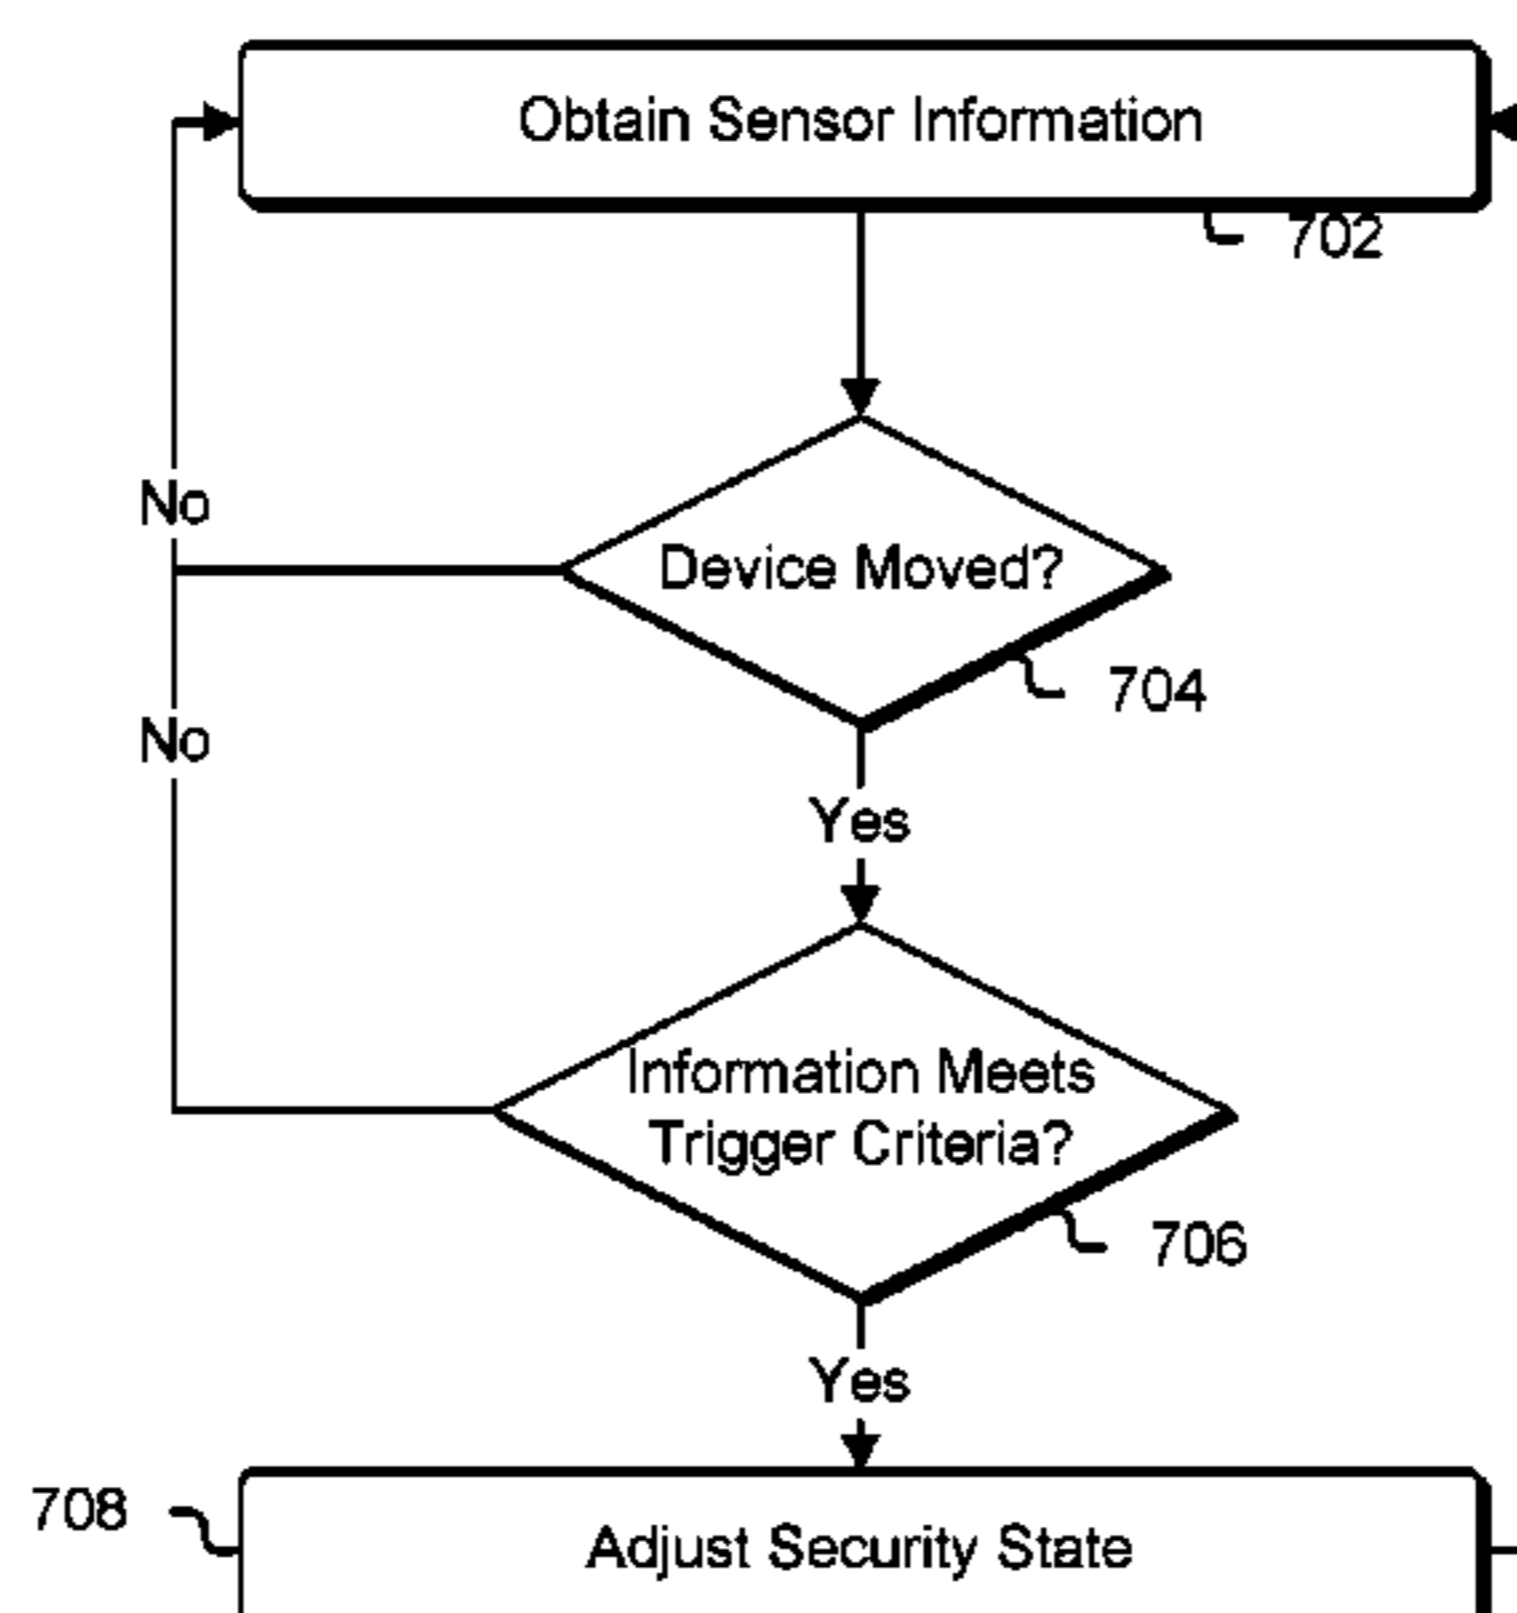 Obtain Sensor Information
702
No
Device Moved?
704
No
Yes
Information Meets
Trigger Criteria?
706
Yes
708
Adjust Security State